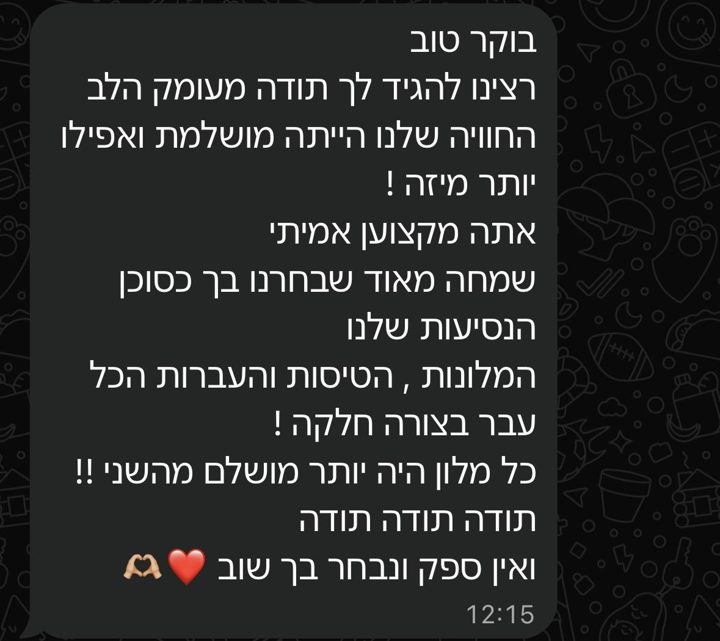 בוקר טוב
רצינו להגיד לך תודה מעומק הלב
החוויה שלנו הייתה מושלמת ואפילו
יותר מיזה !
אתה מקצוען אמיתי
שמחה מאוד שבחרנו בך כסוכן
הנסיעות שלנו
המלונות , הטיסות והעברות הכל
עבר בצורה חלקה !
כל מלון היה יותר מושלם מהשני !!
תודה תודה תודה
ואין ספק ונבחר בך שוב ❤️🫶🏼
12:15